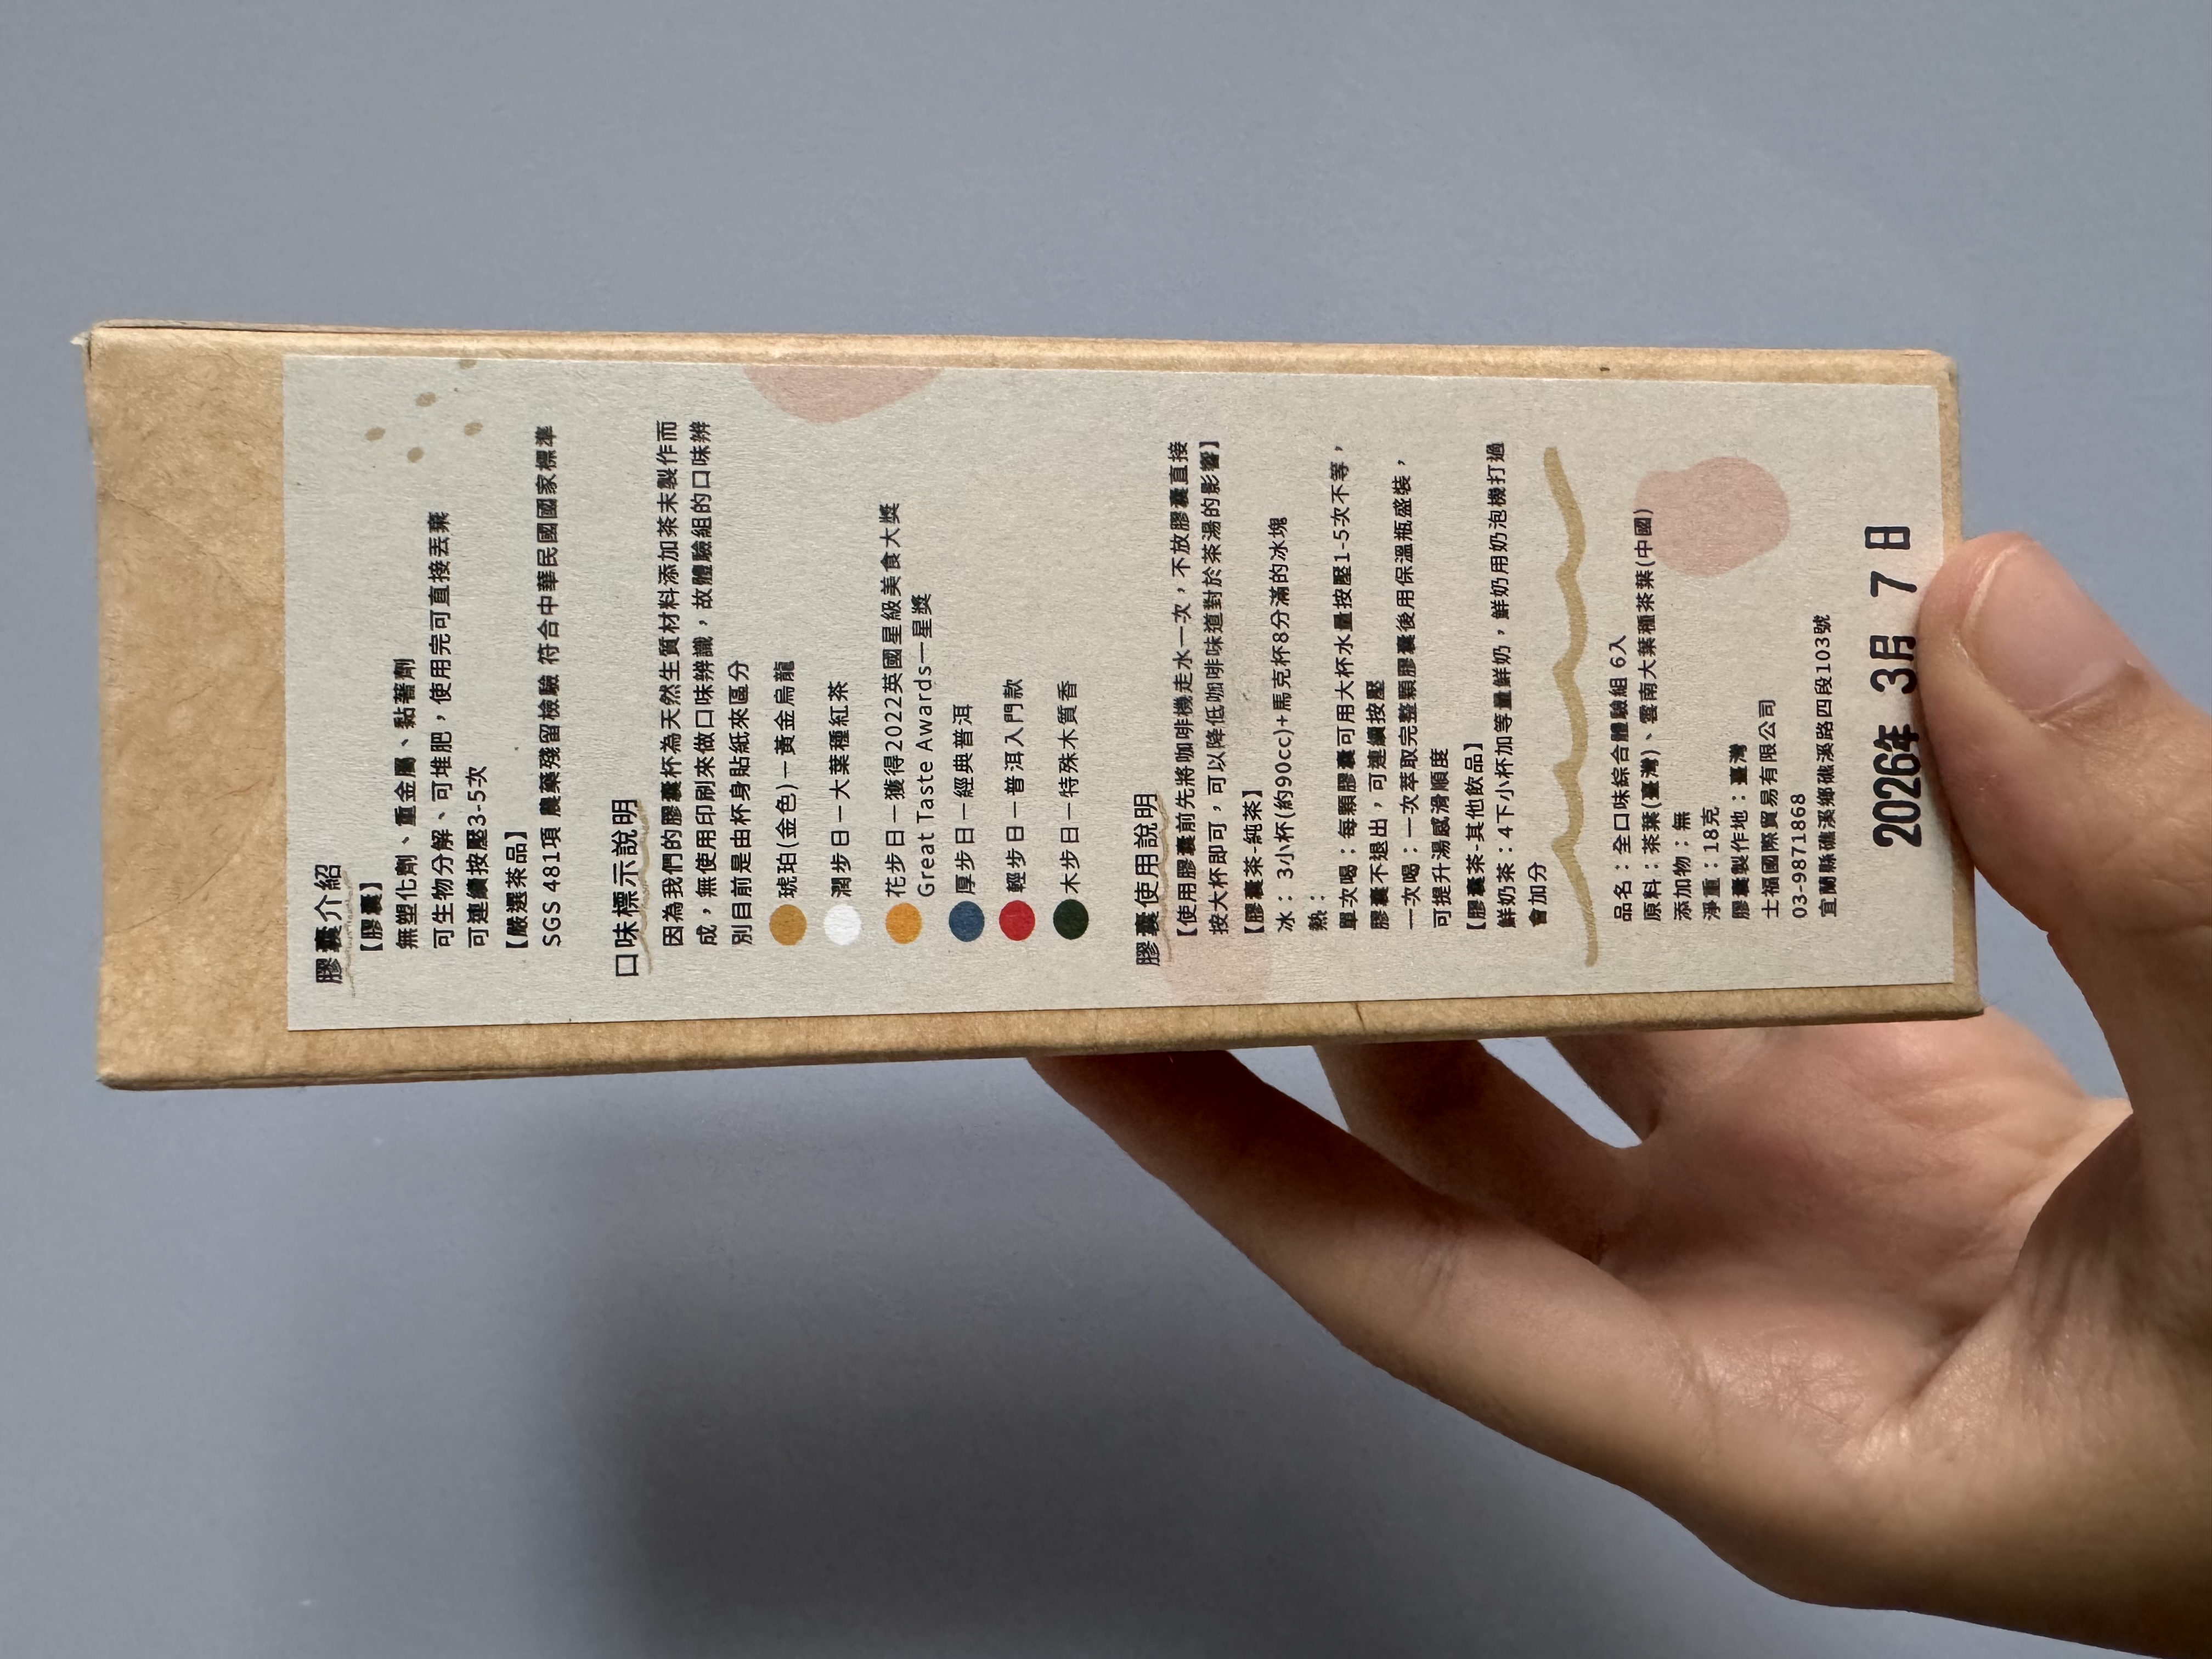 膠囊介紹
【膠囊】
無塑化劑、重金屬、黏著劑
可生物分解、可堆肥，使用完可直接丟棄
可連續按壓3-5次
【嚴選茶品】
SGS 481項 農藥殘留檢驗 符合中華民國國家標準
口味標示說明
因為我們的膠囊杯為天然生質材料添加茶末製作而
成，無使用印刷來做口味辨識，故體驗組的口味辨
別目前是由杯身貼紙來區分
琥珀(金色)－黃金烏龍
潤步日－大葉種紅茶
花步日－獲得2022英國星級美食大獎
Great Taste Awards一星獎
厚步日－經典普洱
輕步日－普洱入門款
木步日－特殊木質香
膠囊使用說明
【使用膠囊前先將咖啡機走水一次，不放膠囊直接
按大杯即可，可以降低咖啡味道對於茶湯的影響】
【膠囊茶-純茶】
冰：3小杯(約90cc)+馬克杯8分滿的冰塊
熱：
單次喝：每顆膠囊可用大杯水量按壓1-5次不等，
膠囊不退出，可連續按壓
一次喝：一次萃取完整顆膠囊後用保溫瓶盛裝，
可提升湯感滑順度
【膠囊茶-其他飲品】
鮮奶茶：4下小杯加等量鮮奶，鮮奶用奶泡機打過
會加分
品名：全口味綜合體驗組 6入
原料：茶葉(臺灣)、雲南大葉種茶葉(中國)
添加物：無
淨重：18克
膠囊製作地：臺灣
士福國際貿易有限公司
03-9871868
宜蘭縣礁溪鄉礁溪路四段103號
2026年 3月 7日